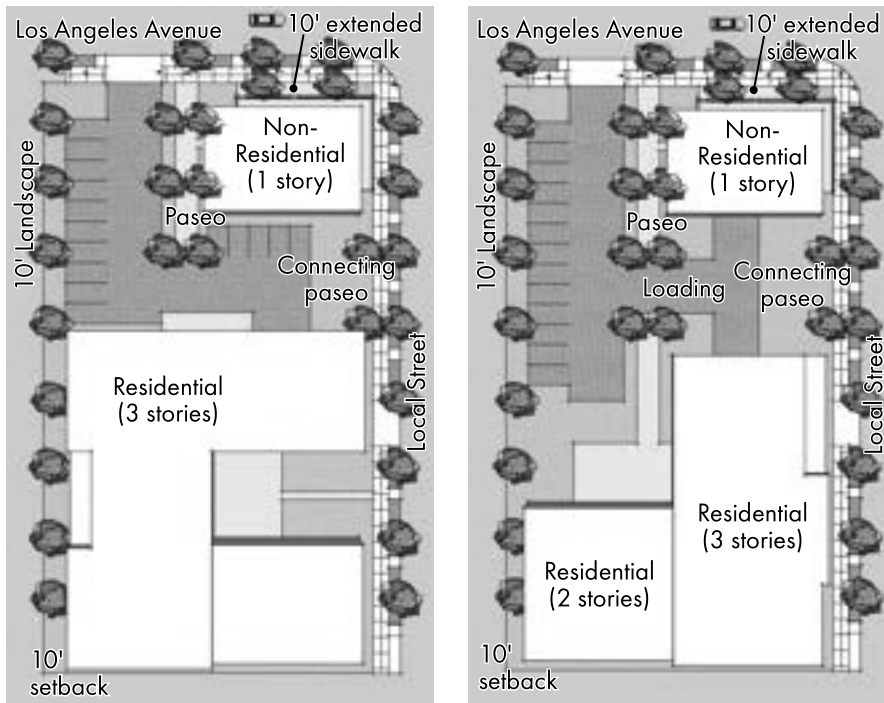 Los Angeles Avenue
10' extended
sidewalk
10' Landscape
Non-
Residential
(1 story)
Paseo
Connecting
paseo
Local Street
Residential
(3 stories)
10'
setback
Los Angeles Avenue
10' extended
sidewalk
10' Landscape
Non-
Residential
(1 story)
Paseo
Loading
Connecting
paseo
Local Street
Residential
(3 stories)
Residential
(2 stories)
10'
setback